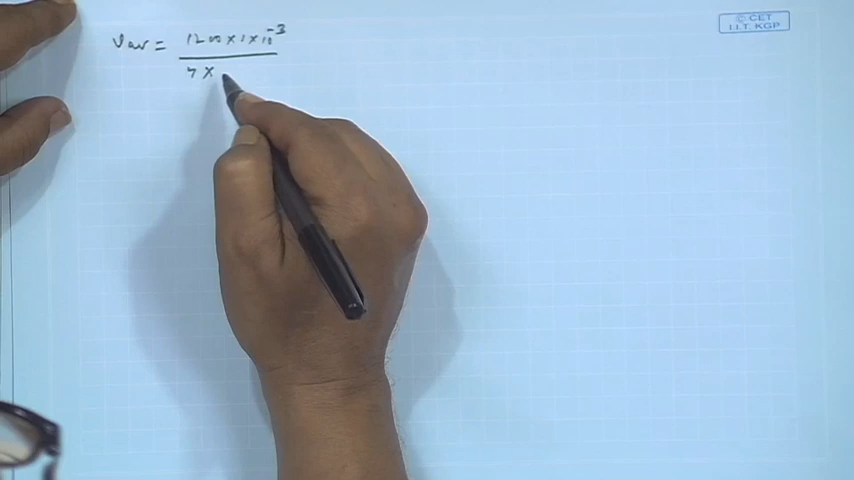 Vav = 1200 × 1 × 10⁻³
7 ×
© CET
I.I.T. KGP